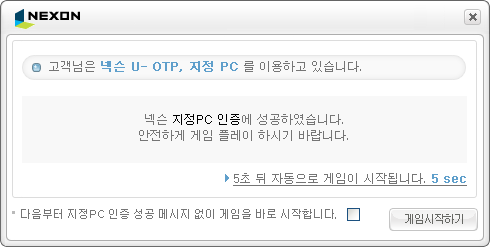 NEXON
고객님은 넥슨 U- OTP, 지정 PC 를 이용하고 있습니다.
넥슨 지정PC 인증에 성공하였습니다.
안전하게 게임 플레이 하시기 바랍니다.
5초 뒤 자동으로 게임이 시작됩니다. 5 sec
* 다음부터 지정PC 인증 성공 메시지 없이 게임을 바로 시작합니다.
게임시작하기